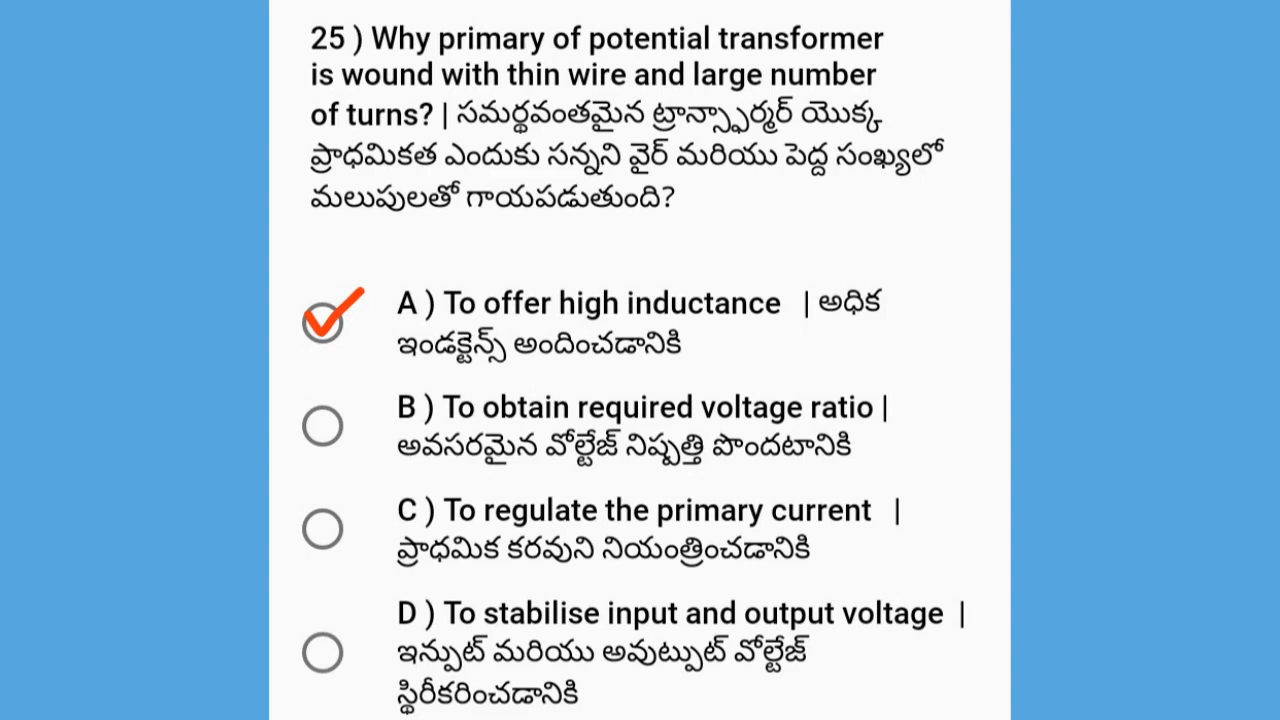 25 ) Why primary of potential transformer
is wound with thin wire and large number
of turns? | సమర్థవంతమైన ట్రాన్స్ఫార్మర్ యొక్క
ప్రాధమికత ఎందుకు సన్నని వైర్ మరియు పెద్ద సంఖ్యలో
మలుపులతో గాయపడుతుంది?
A ) To offer high inductance | అధిక
ఇండక్టెన్స్ అందించడానికి
B ) To obtain required voltage ratio |
అవసరమైన వోల్టేజ్ నిష్పత్తి పొందటానికి
C ) To regulate the primary current |
ప్రాధమిక కరవుని నియంత్రించడానికి
D ) To stabilise input and output voltage |
ఇన్పుట్ మరియు అవుట్పుట్ వోల్టేజ్
స్థిరీకరించడానికి